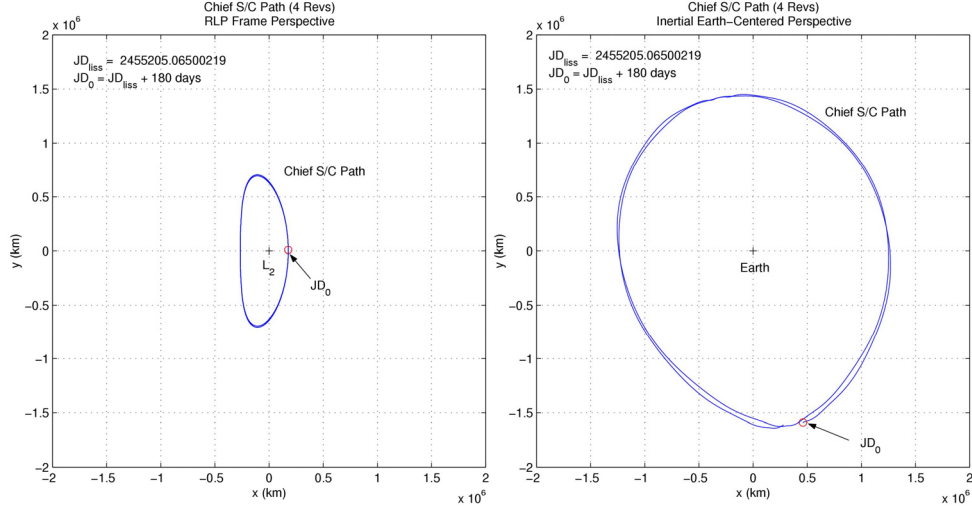 Chief S/C Path (4 Revs)
RLP Frame Perspective
x 10^6
2
1.5
1
0.5
0
−0.5
−1
−1.5
−2
y (km)
JD_liss = 2455205.06500219
JD_0 = JD_liss + 180 days
Chief S/C Path
L_2
JD_0
−2 −1.5 −1 −0.5 0 0.5 1 1.5 2
x (km)
x 10^6
Chief S/C Path (4 Revs)
Inertial Earth−Centered Perspective
x 10^6
2
1.5
1
0.5
0
−0.5
−1
−1.5
−2
y (km)
JD_liss = 2455205.06500219
JD_0 = JD_liss + 180 days
Chief S/C Path
Earth
JD_0
−2 −1.5 −1 −0.5 0 0.5 1 1.5 2
x (km)
x 10^6